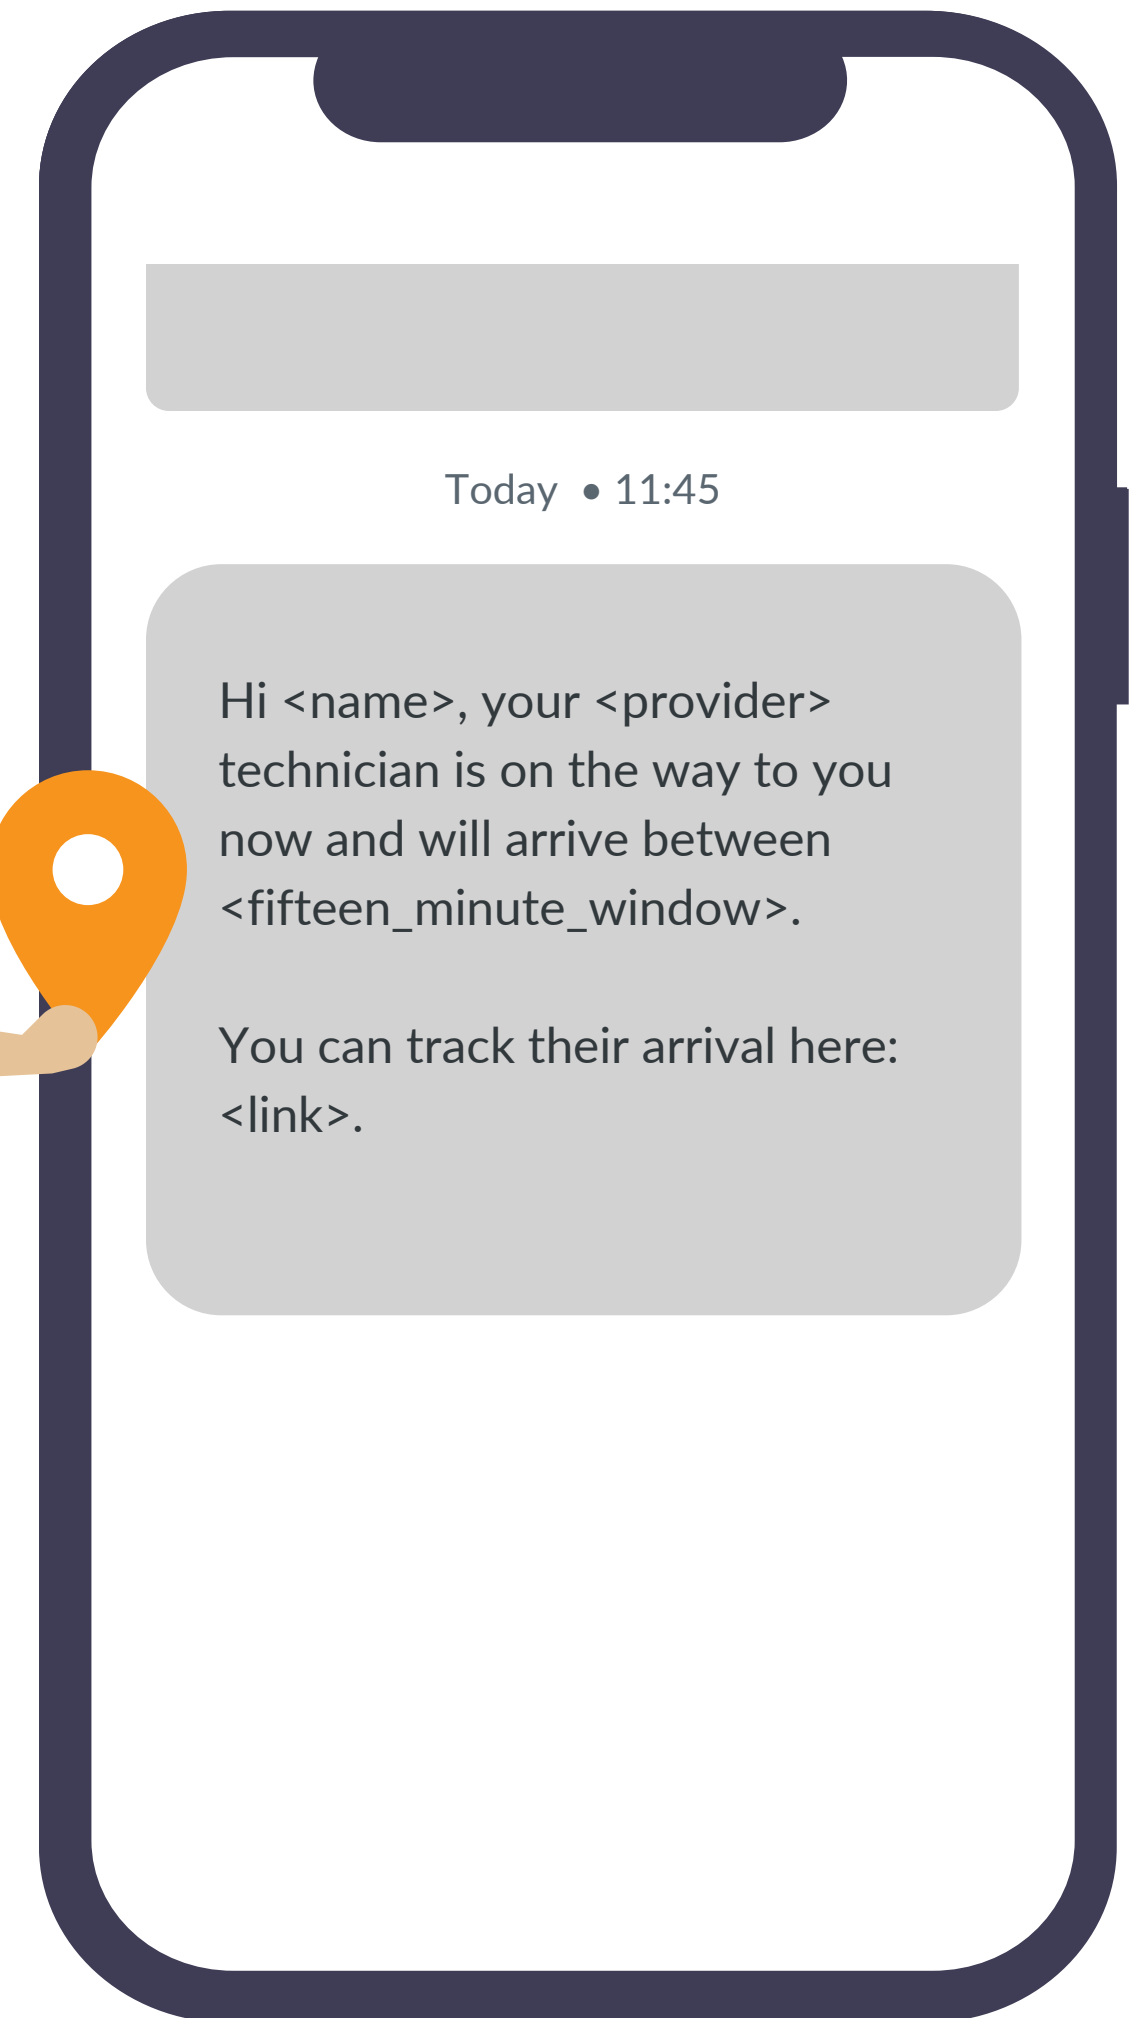 Today • 11:45
Hi <name>, your <provider>
technician is on the way to you
now and will arrive between
<fifteen_minute_window>.
You can track their arrival here:
<link>.